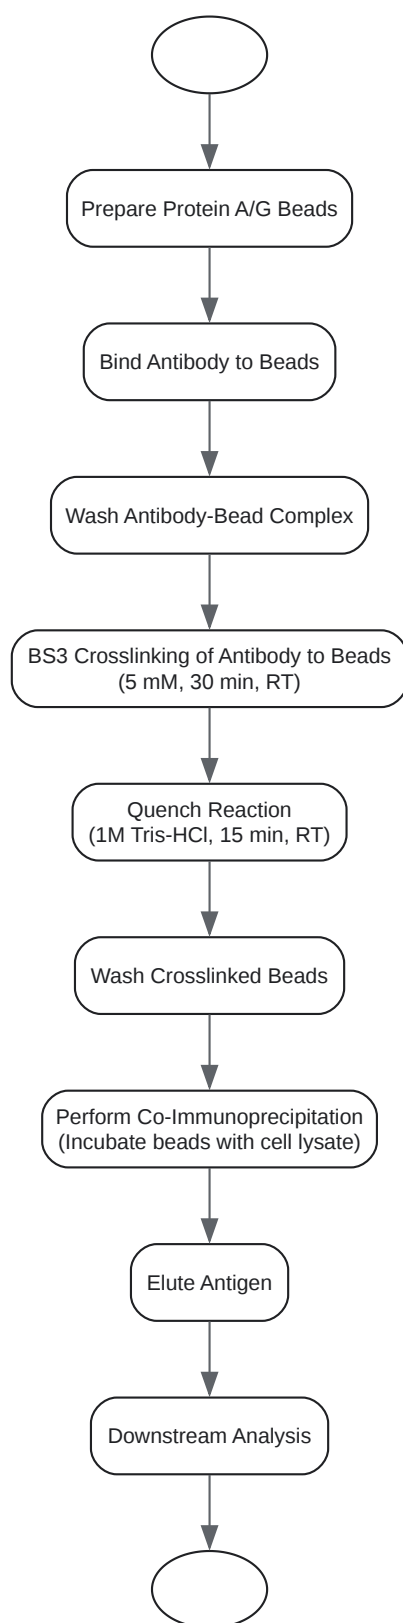 Prepare Protein A/G Beads
Bind Antibody to Beads
Wash Antibody-Bead Complex
BS3 Crosslinking of Antibody to Beads
(5 mM, 30 min, RT)
Quench Reaction
(1M Tris-HCl, 15 min, RT)
Wash Crosslinked Beads
Perform Co-Immunoprecipitation
(Incubate beads with cell lysate)
Elute Antigen
Downstream Analysis